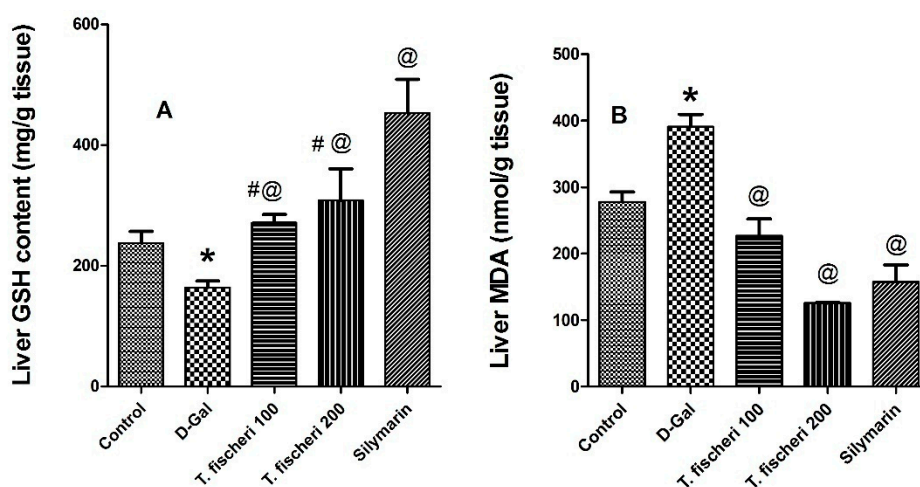 Liver GSH content (mg/g tissue)
600
400
200
0
A
*
#@
# @
@
Control
D-Gal
T. fischeri 100
T. fischeri 200
Silymarin
Liver MDA (nmol/g tissue)
500
400
300
200
100
0
B
*
@
@
@
Control
D-Gal
T. fischeri 100
T. fischeri 200
Silymarin